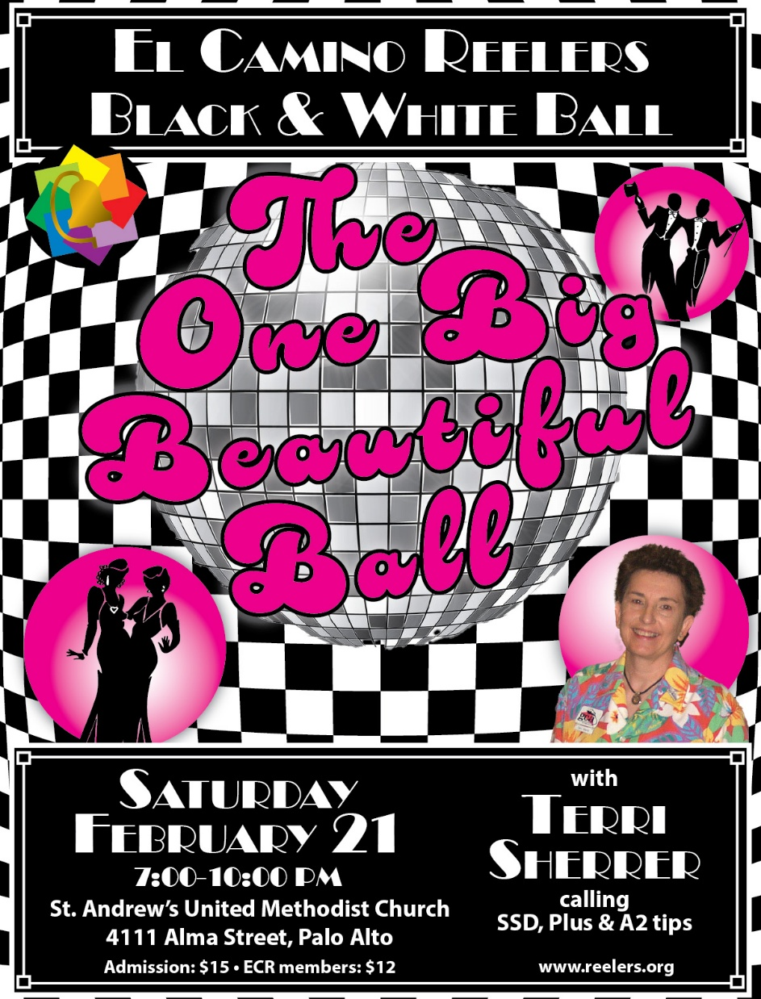 EL CAMINO REELERS
BLACK & WHITE BALL
The
One Big
Beautiful
Ball
SATURDAY
FEBRUARY 21
7:00-10:00 PM
St. Andrew's United Methodist Church
4111 Alma Street, Palo Alto
Admission: $15 • ECR members: $12
with
TERRI
SHERRER
calling
SSD, Plus & A2 tips
www.reelers.org